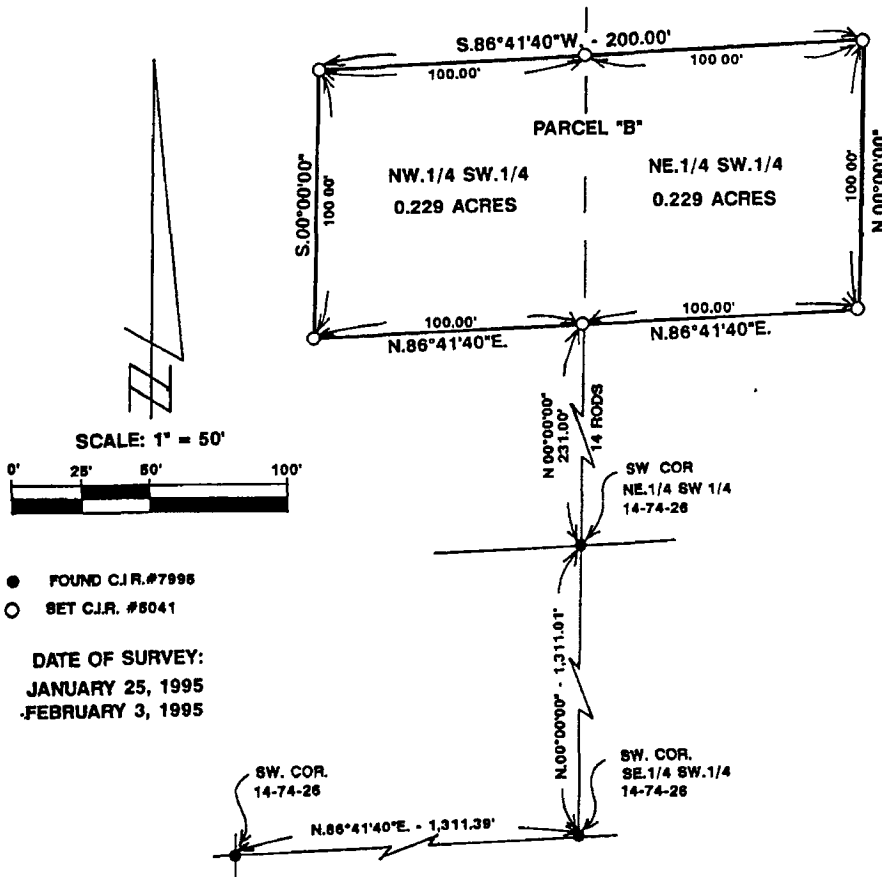 S.86°41'40"W. - 200.00'
100.00'
100 00'
PARCEL "B"
S.00°00'00"
100 00'
NW.1/4 SW.1/4
0.229 ACRES
NE.1/4 SW.1/4
0.229 ACRES
100 00'
N.00°00'00"
100.00'
100.00'
N.86°41'40"E.
N.86°41'40"E.
N
SCALE: 1" = 50'
0' 25' 50' 100'
N 00°00'00"
231.00'
14 RODS
SW COR
NE.1/4 SW 1/4
14-74-26
FOUND C.I R.#7995
SET C.I.R. #5041
DATE OF SURVEY:
JANUARY 25, 1995
FEBRUARY 3, 1995
N.00°00'00" - 1,311.01'
SW. COR.
14-74-26
SW. COR.
SE.1/4 SW.1/4
14-74-26
N.86°41'40"E. - 1,311.39'